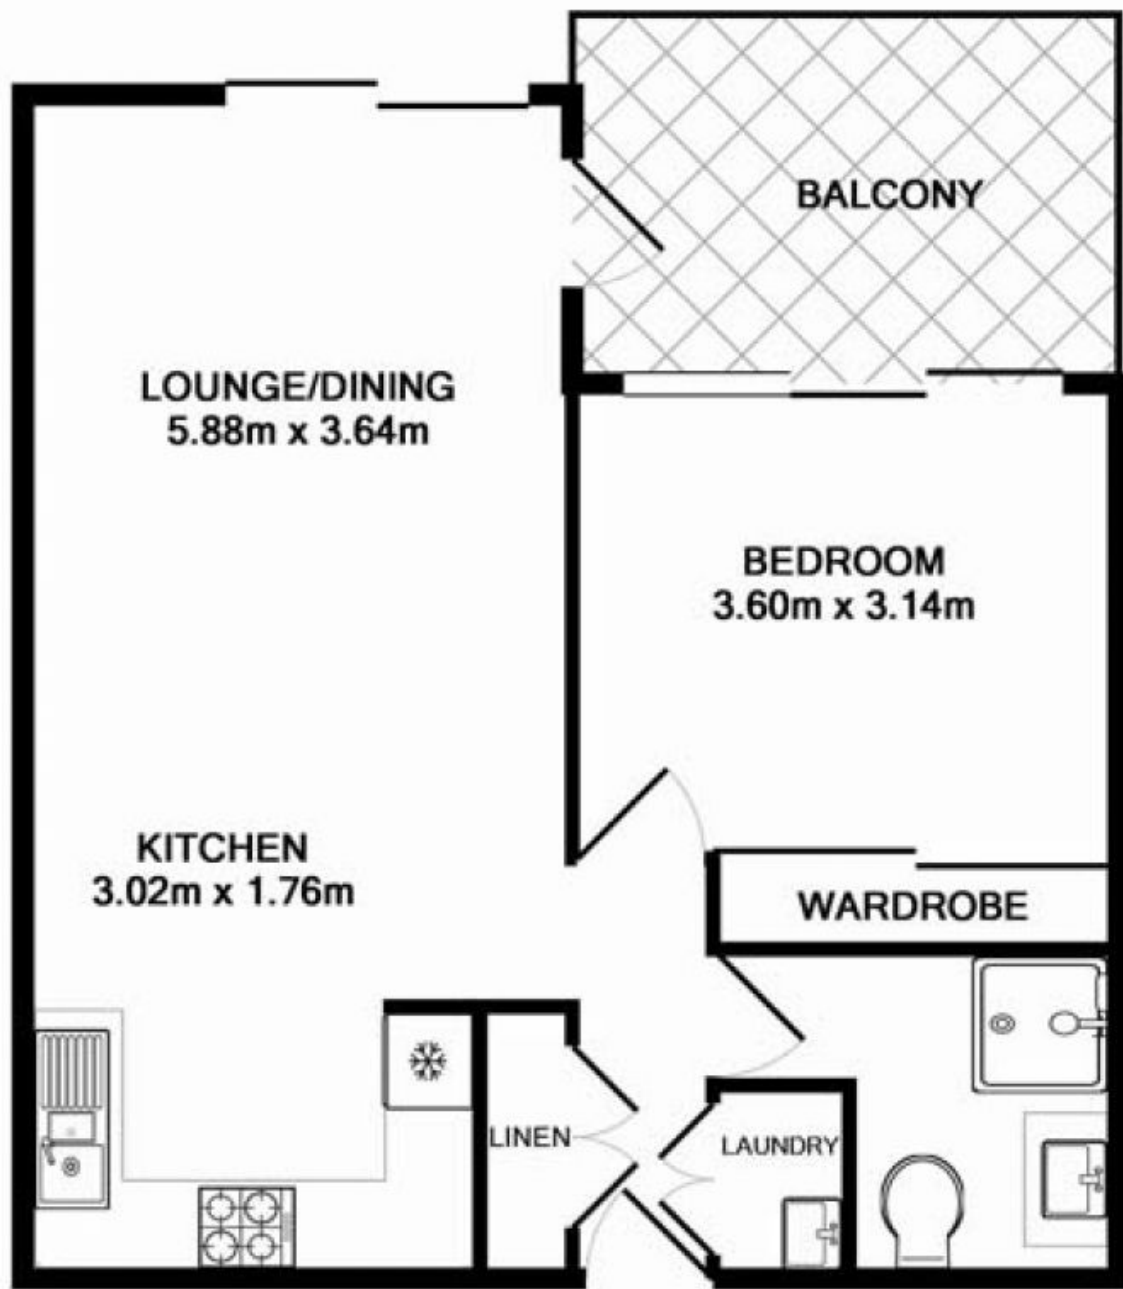 BALCONY
LOUNGE/DINING
5.88m x 3.64m
BEDROOM
3.60m x 3.14m
KITCHEN
3.02m x 1.76m
WARDROBE
LINEN
LAUNDRY